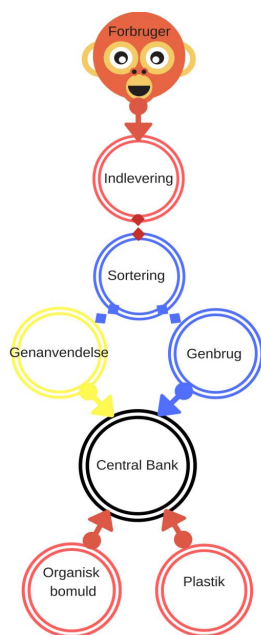 Forbruger
Indlevering
Sortering
Genanvendelse
Genbrug
Central Bank
Organisk
bomuld
Plastik